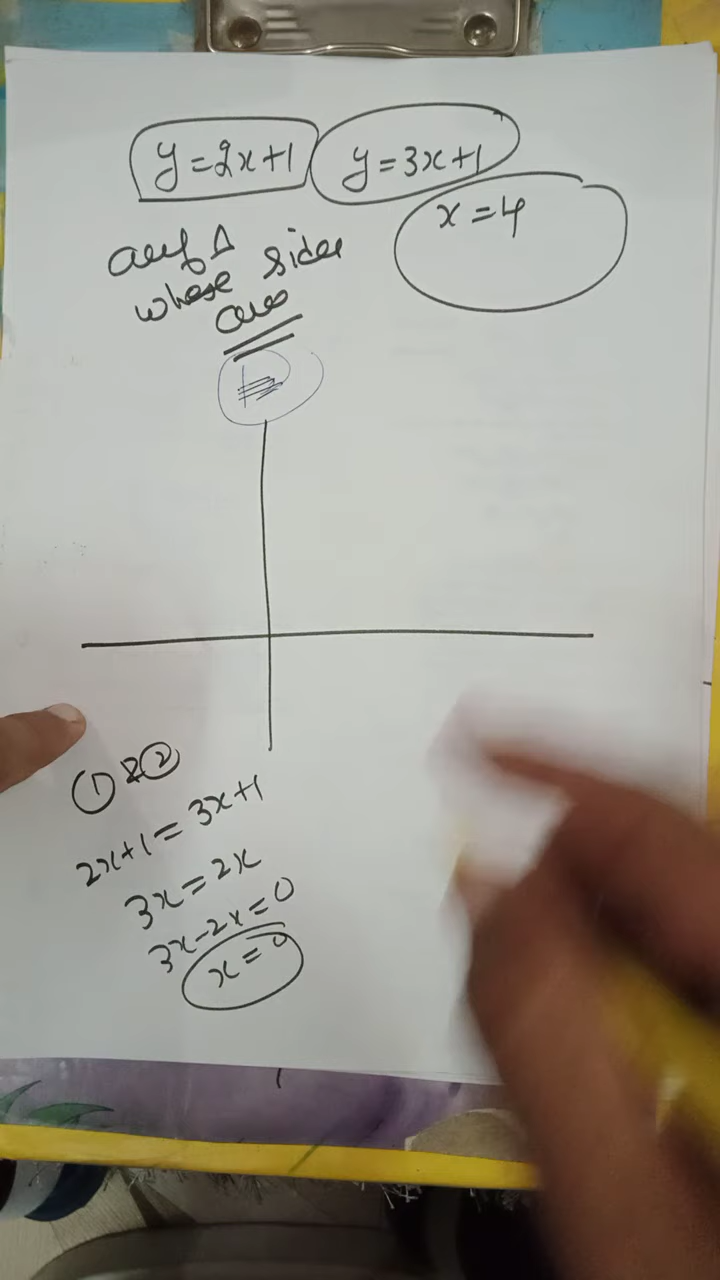 y=2x+1 y=3x+1
x=4
area of Δ
whose sides
are
① & ②
2x+1=3x+1
3x=2x
3x-2x=0
x=0